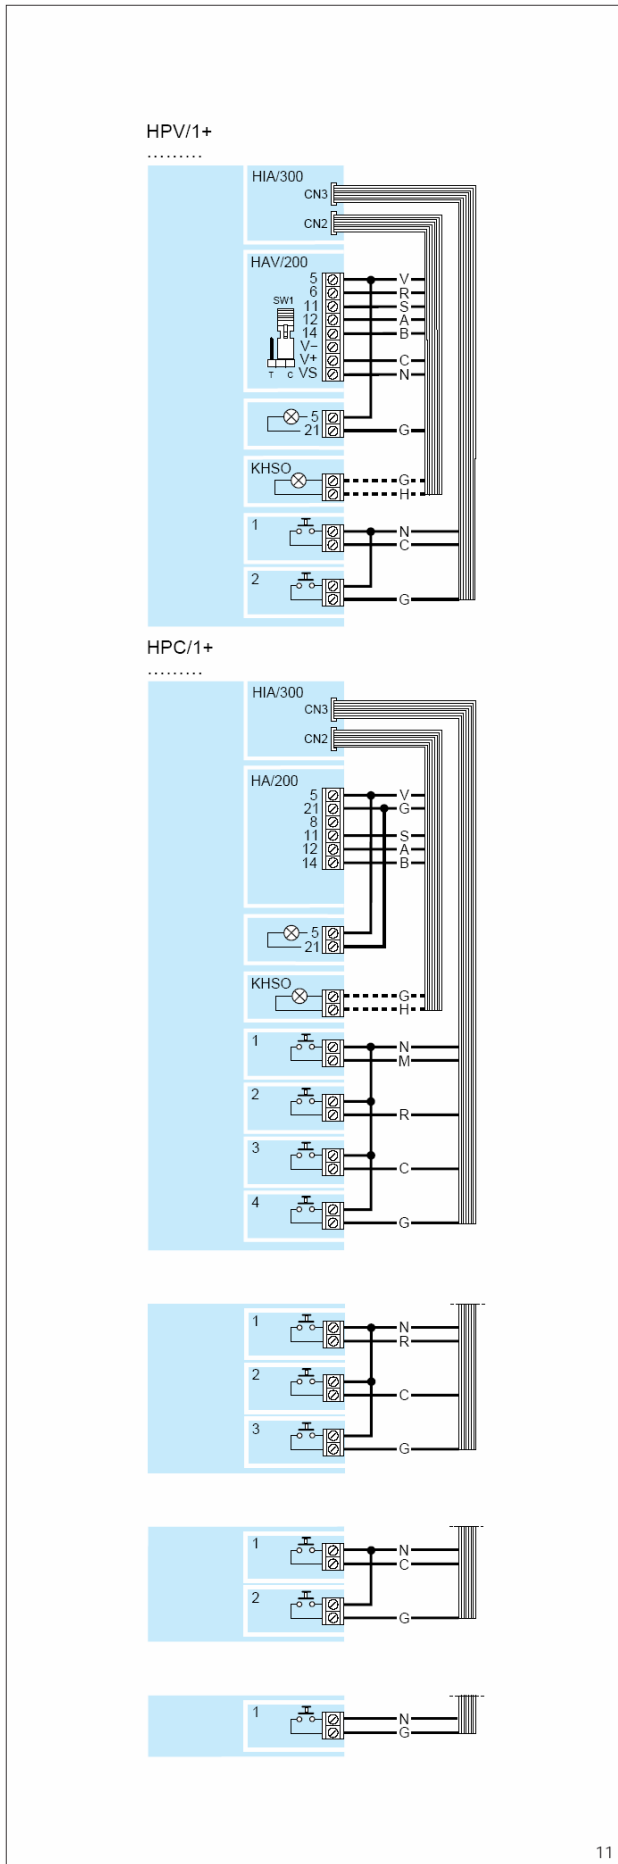 HPV/1+
.........
HIA/300
CN3
CN2
HAV/200
SW1
T C
5 V
6 R
11 S
12 A
14 B
V–
V+ C
VS N
5
21 G
KHSO
G
H
1 N
C
2
G
HPC/1+
.........
HIA/300
CN3
CN2
HA/200
5 V
21 G
8
11 S
12 A
14 B
5
21
KHSO
G
H
1 N
M
2
R
3
C
4
G
1 N
R
2
C
3
G
1 N
C
2
G
1 N
G
11